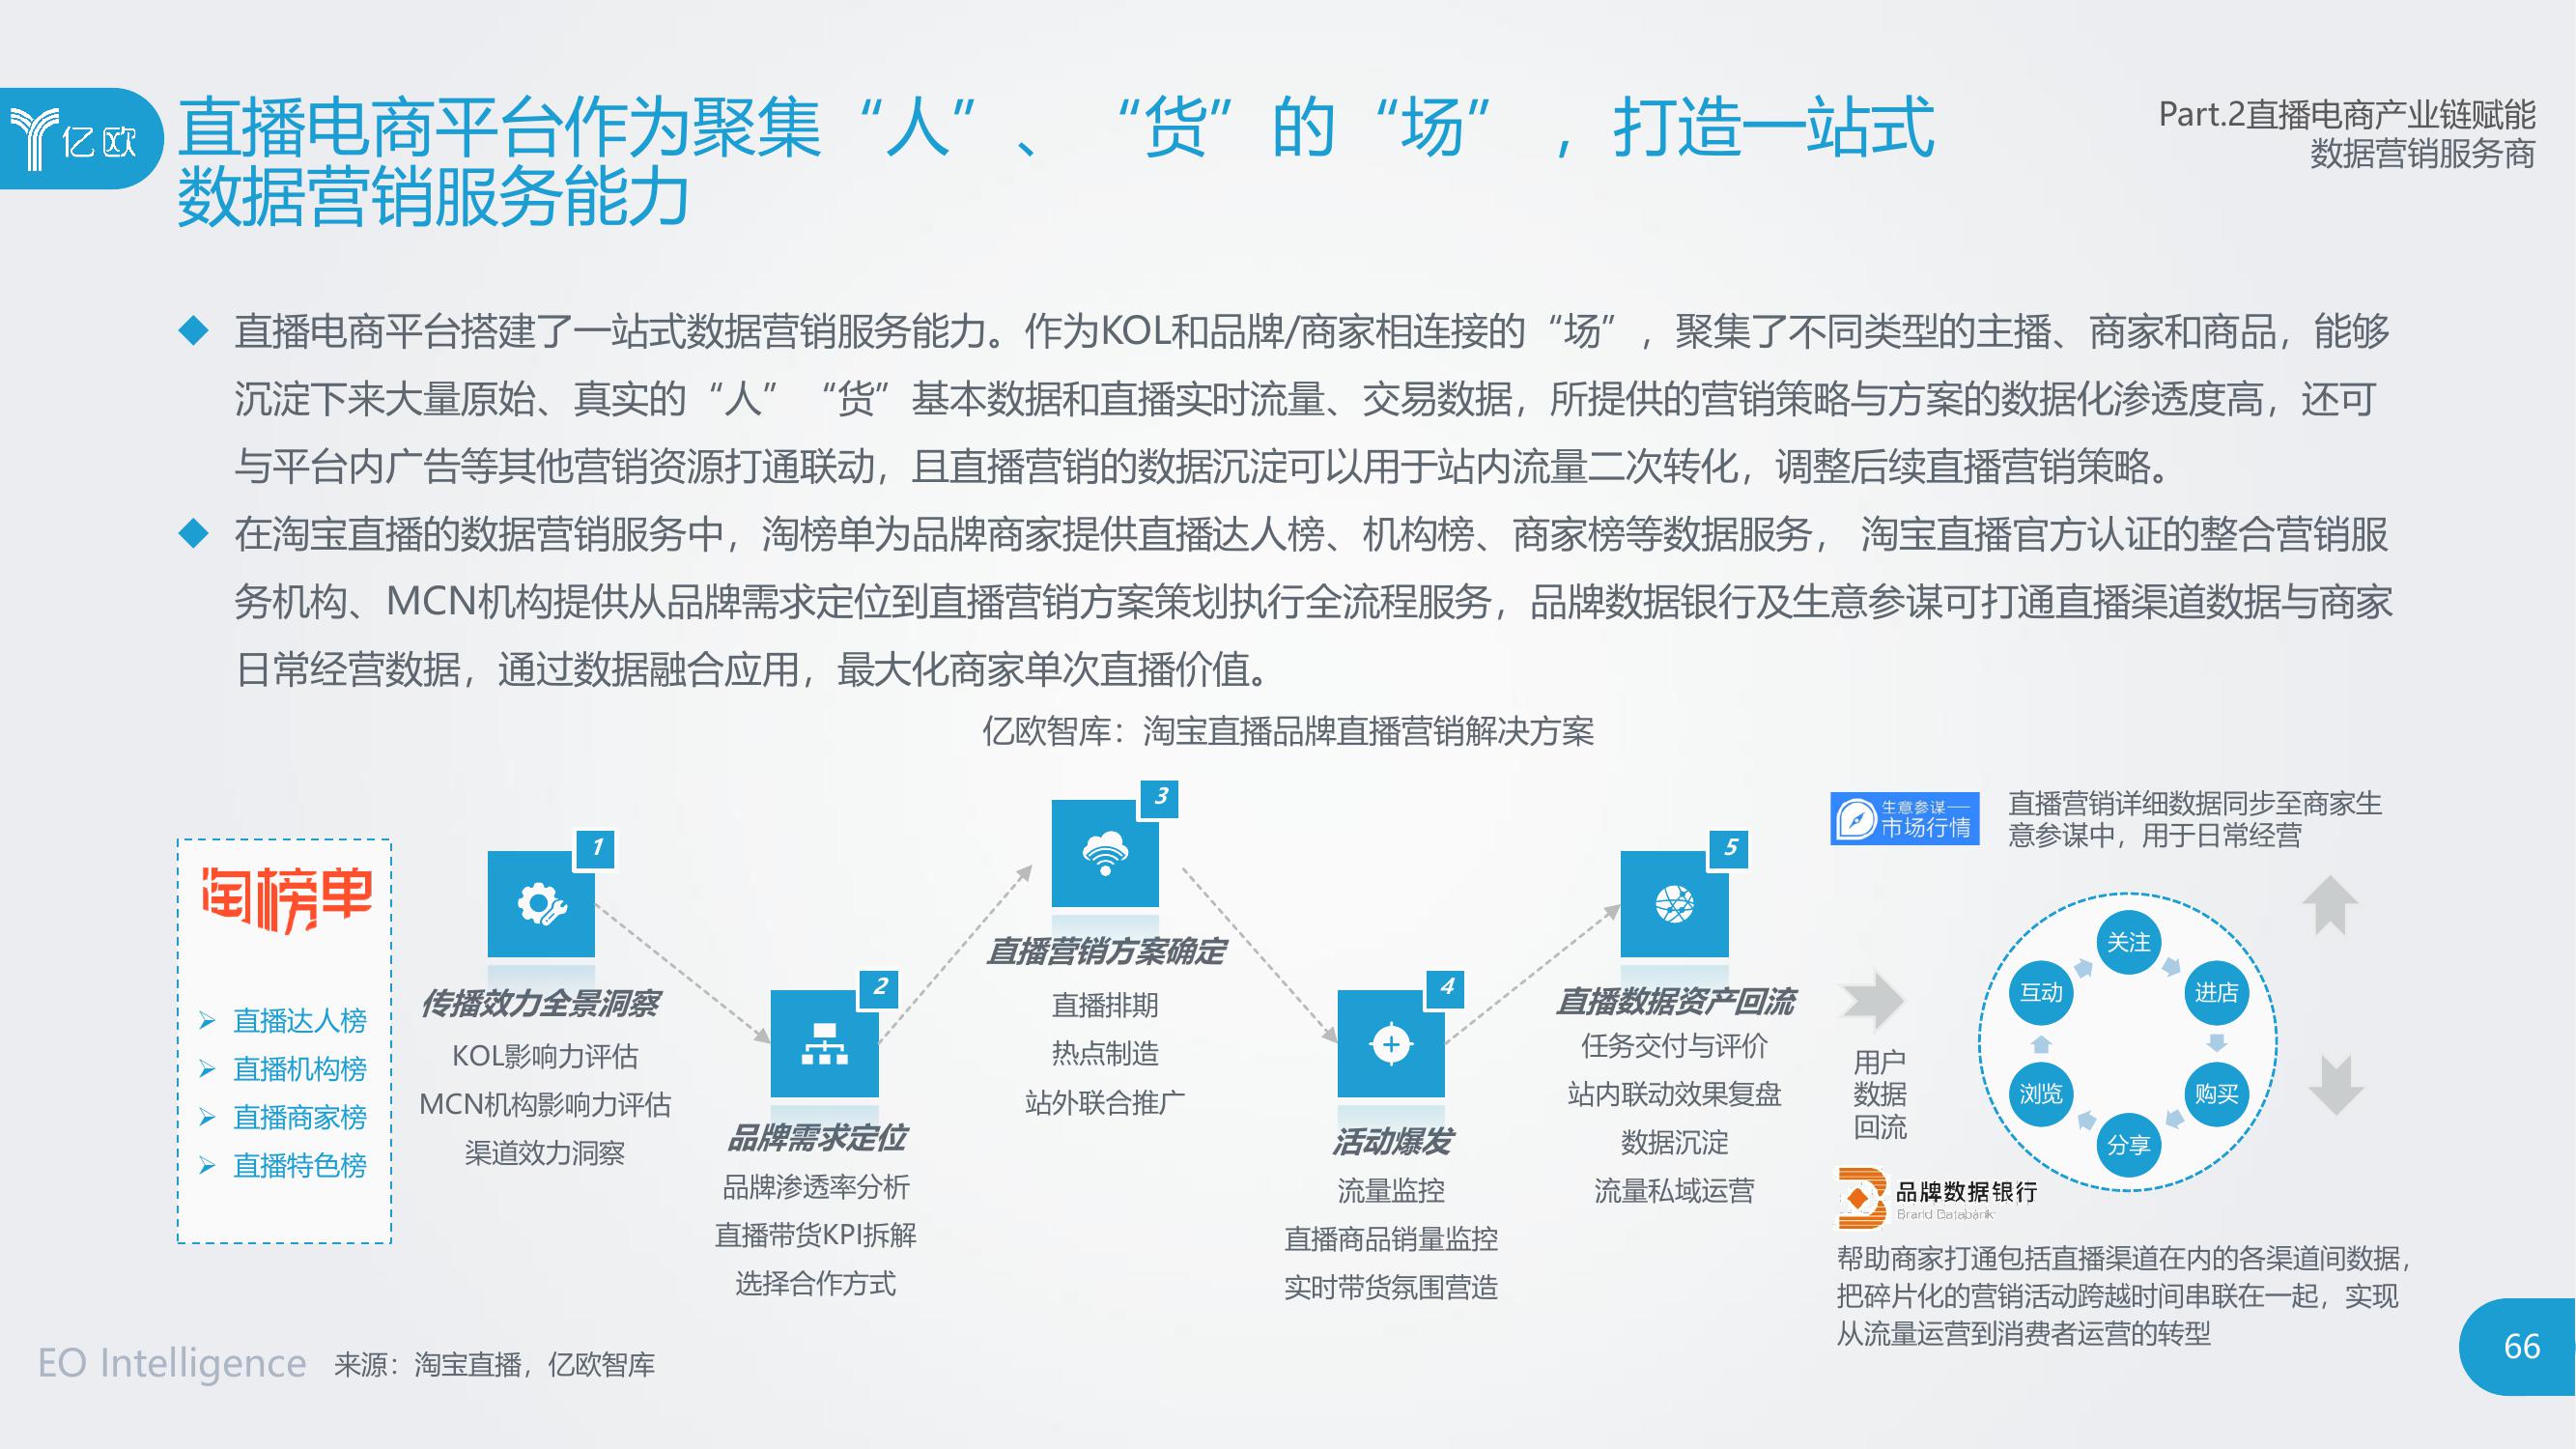 亿欧
直播电商平台作为聚集“人”、“货”的“场”，打造一站式
数据营销服务能力
Part.2直播电商产业链赋能
数据营销服务商
直播电商平台搭建了一站式数据营销服务能力。作为KOL和品牌/商家相连接的“场”，聚集了不同类型的主播、商家和商品，能够
沉淀下来大量原始、真实的“人”“货”基本数据和直播实时流量、交易数据，所提供的营销策略与方案的数据化渗透度高，还可
与平台内广告等其他营销资源打通联动，且直播营销的数据沉淀可以用于站内流量二次转化，调整后续直播营销策略。
在淘宝直播的数据营销服务中，淘榜单为品牌商家提供直播达人榜、机构榜、商家榜等数据服务， 淘宝直播官方认证的整合营销服
务机构、MCN机构提供从品牌需求定位到直播营销方案策划执行全流程服务，品牌数据银行及生意参谋可打通直播渠道数据与商家
日常经营数据，通过数据融合应用，最大化商家单次直播价值。
亿欧智库：淘宝直播品牌直播营销解决方案
淘榜单
直播达人榜
直播机构榜
直播商家榜
直播特色榜
1
传播效力全景洞察
KOL影响力评估
MCN机构影响力评估
渠道效力洞察
2
品牌需求定位
品牌渗透率分析
直播带货KPI拆解
选择合作方式
3
直播营销方案确定
直播排期
热点制造
站外联合推广
4
活动爆发
流量监控
直播商品销量监控
实时带货氛围营造
5
直播数据资产回流
任务交付与评价
站内联动效果复盘
数据沉淀
流量私域运营
用户
数据
回流
生意参谋一
市场行情
直播营销详细数据同步至商家生
意参谋中，用于日常经营
关注
进店
购买
分享
浏览
互动
品牌数据银行
Brand Databank
帮助商家打通包括直播渠道在内的各渠道间数据，
把碎片化的营销活动跨越时间串联在一起，实现
从流量运营到消费者运营的转型
EO Intelligence
来源：淘宝直播，亿欧智库
66